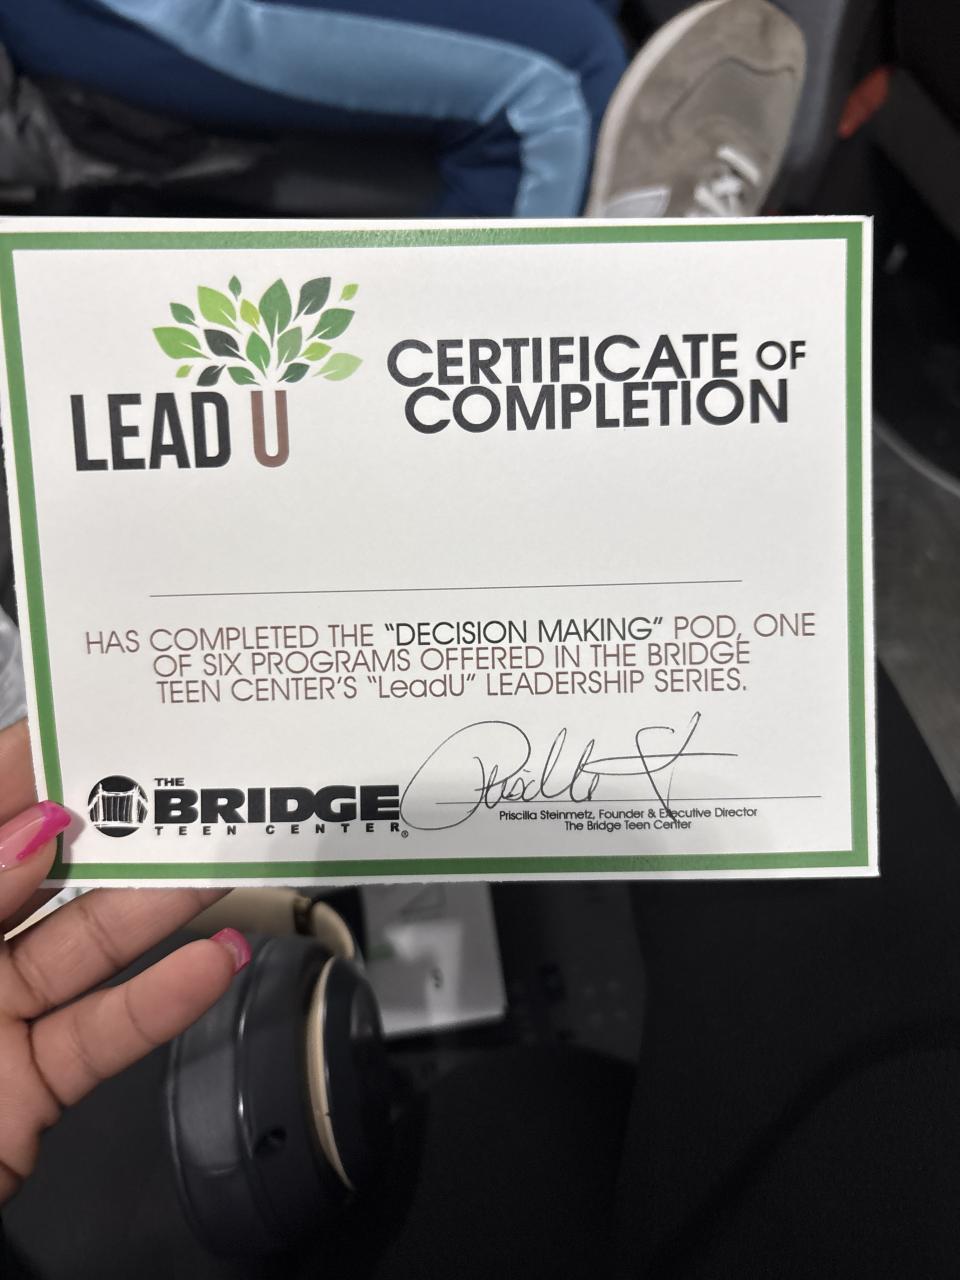 LEAD U
CERTIFICATE OF
COMPLETION
HAS COMPLETED THE "DECISION MAKING" POD, ONE
OF SIX PROGRAMS OFFERED IN THE BRIDGE
TEEN CENTER'S "LeadU" LEADERSHIP SERIES.
THE
BRIDGE
TEEN CENTER®
Priscilla Steinmetz, Founder & Executive Director
The Bridge Teen Center